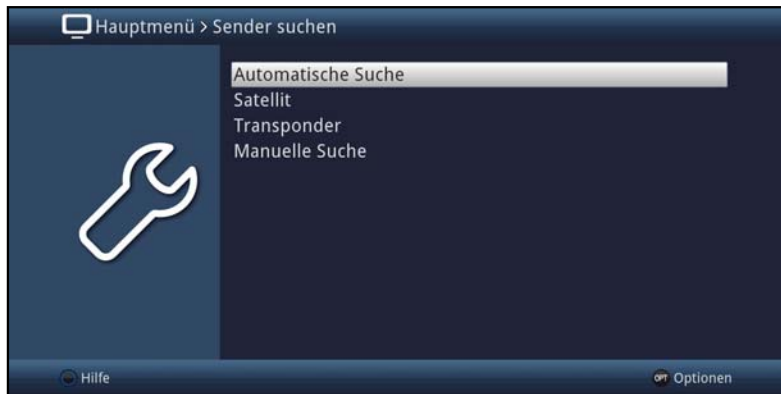 Hauptmenü > Sender suchen
Automatische Suche
Satellit
Transponder
Manuelle Suche
Hilfe
OPT Optionen